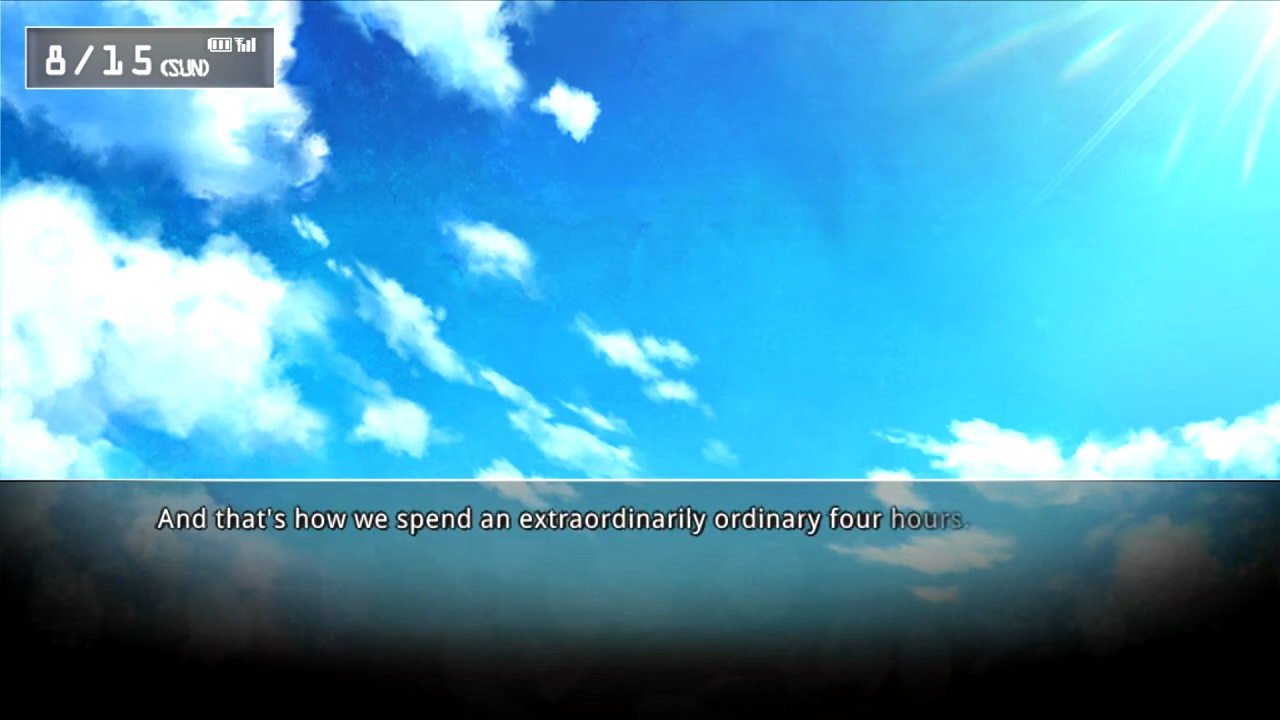 8/15 (SUN)
And that's how we spend an extraordinarily ordinary four hours.